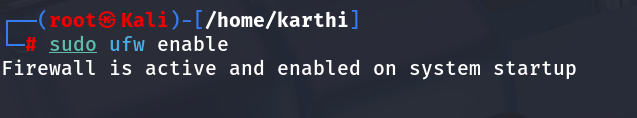 ┌──(root㉿Kali)-[/home/karthi]
└─# sudo ufw enable
Firewall is active and enabled on system startup